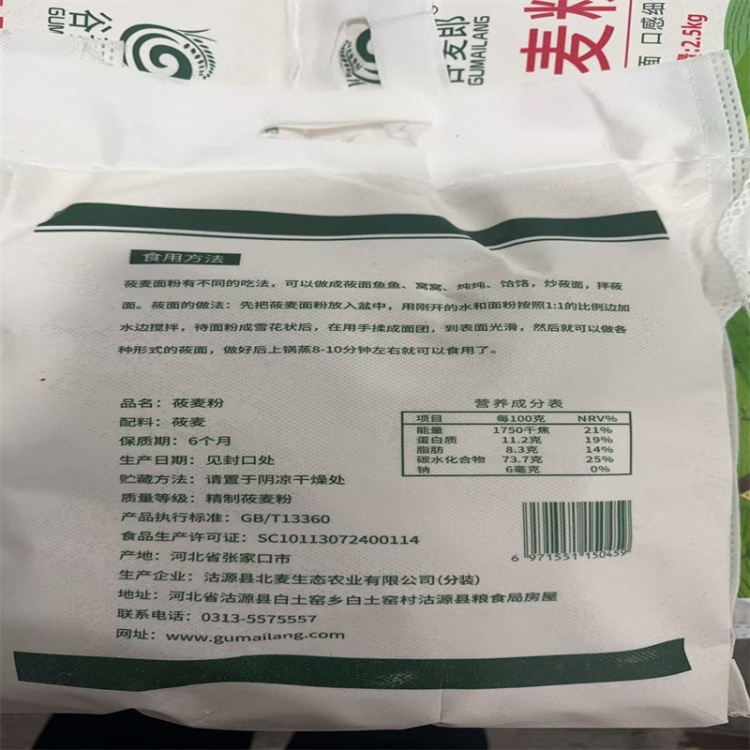 GUMAILANG
麦粉
口感细
:2.5kg
食用方法
莜麦面粉有不同的吃法,可以做成莜面鱼鱼、窝窝、炖炖、饸饹,炒莜面,拌莜
面。莜面的做法:先把莜麦面粉放入盆中,用刚开的水和面粉按照1:1的比例边加
水边搅拌,待面粉成雪花状后,在用手揉成面团,到表面光滑,然后就可以做各
种形式的莜面,做好后上锅蒸8-10分钟左右就可以食用了。
品名:莜麦粉
配料:莜麦
保质期:6个月
生产日期:见封口处
贮藏方法:请置于阴凉干燥处
质量等级:精制莜麦粉
产品执行标准:GB/T13360
食品生产许可证:SC10113072400114
产地:河北省张家口市
生产企业:沽源县北麦生态农业有限公司(分装)
地址:河北省沽源县白土窑乡白土窑村沽源县粮食局房屋
联系电话:0313-5575557
网址:www.gumailang.com
营养成分表
项目 每100克 NRV%
能量 1750千焦 21%
蛋白质 11.2克 19%
脂肪 8.3克 14%
碳水化合物 73.7克 25%
钠 6毫克 0%
6 971551 150459